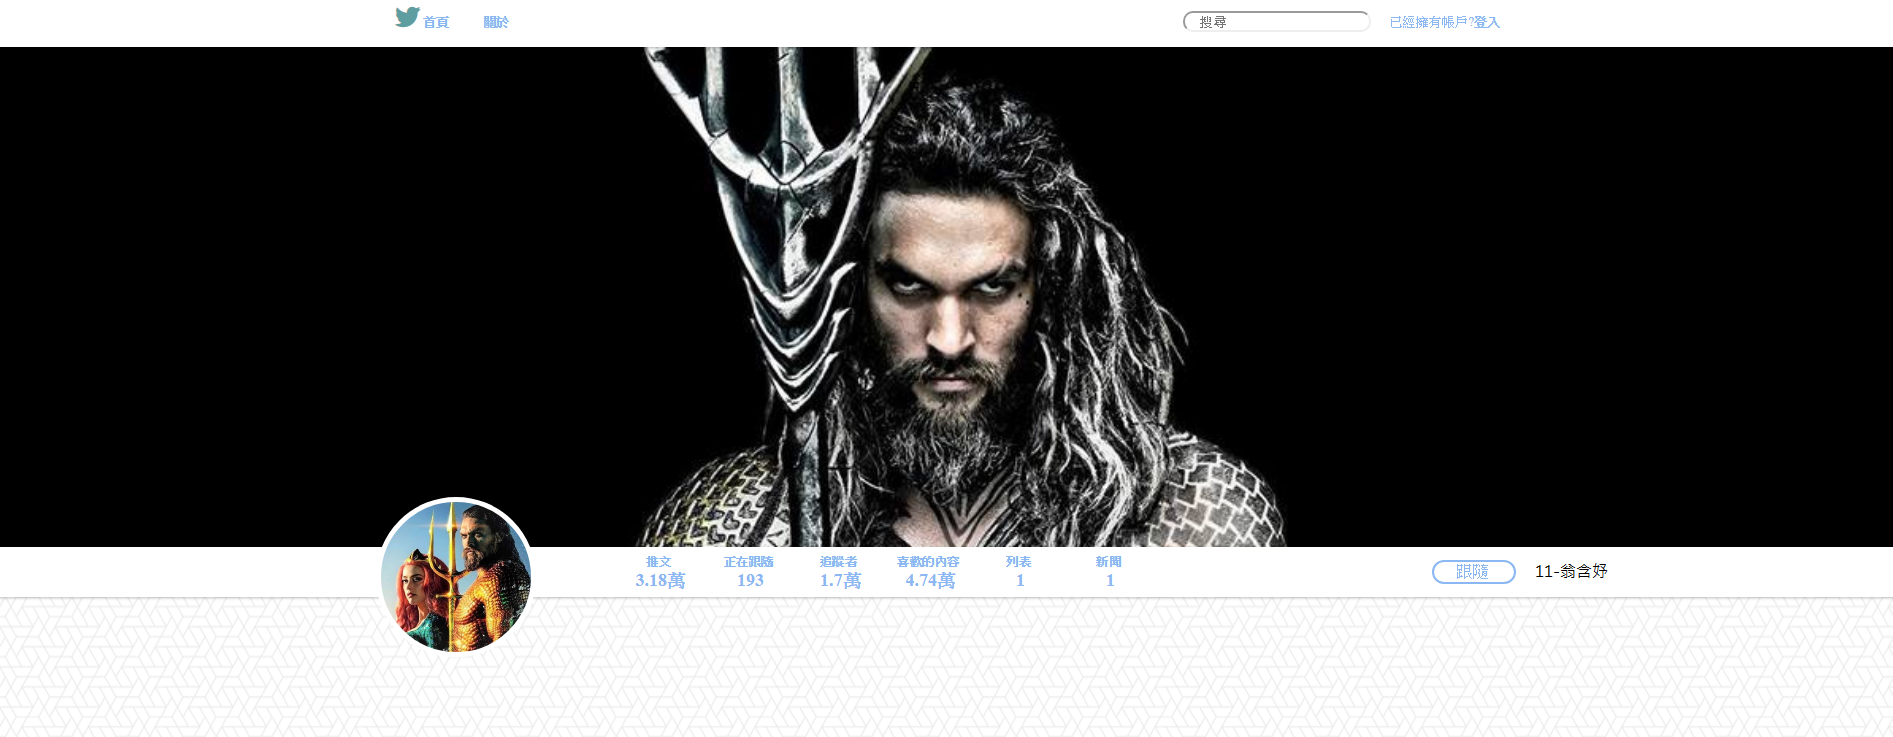 首頁 關於 搜尋 已經擁有帳戶?登入
推文 正在跟隨 追蹤者 喜歡的內容 列表 新聞
3.18萬 193 1.7萬 4.74萬 1 1
跟隨 11-翁含妤